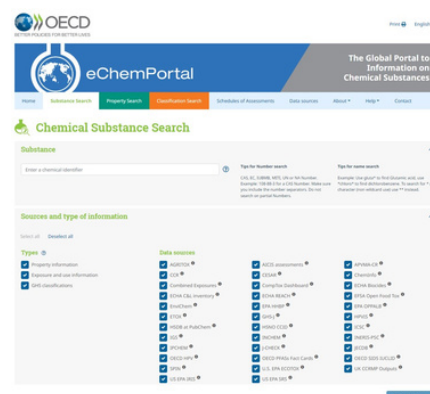 OECD
BETTER POLICIES FOR BETTER LIVES
Print
English
eChemPortal
The Global Portal to
Information on
Chemical Substances
Home
Substance Search
Property Search
Classification Search
Schedules of Assessments
Data sources
About
Help
Contact
Chemical Substance Search
Substance
Enter a chemical identifier
Tips for Number search
Tips for name search
Sources and type of information
Select all
Deselect all
Types
Property Information
Exposure and use information
GHS classifications
Data sources
AGRITOX
AICIS assessments
APVMA-CR
CCR
CESAR
Cheminfo
Combined Exposures
CompTox Dashboard
ECHA Biocides
ECHA C&L inventory
ECHA REACH
EFSA Open Food Tox
EnviChem
EPA HHBP
EPA OPPALB
ETOX
GHS-J
HPVIS
HSDB at PubChem
HSNO CCID
ICSC
IGS
INCHEM
INERIS-PSC
IPCHEM
J-CHECK
JECDB
OECD HPV
OECD PFASs Fact Cards
OECD SIDS IUCLID
SPIN
U.S. EPA ECOTOX
UK CCRMP Outputs
US EPA IRIS
US EPA SRS